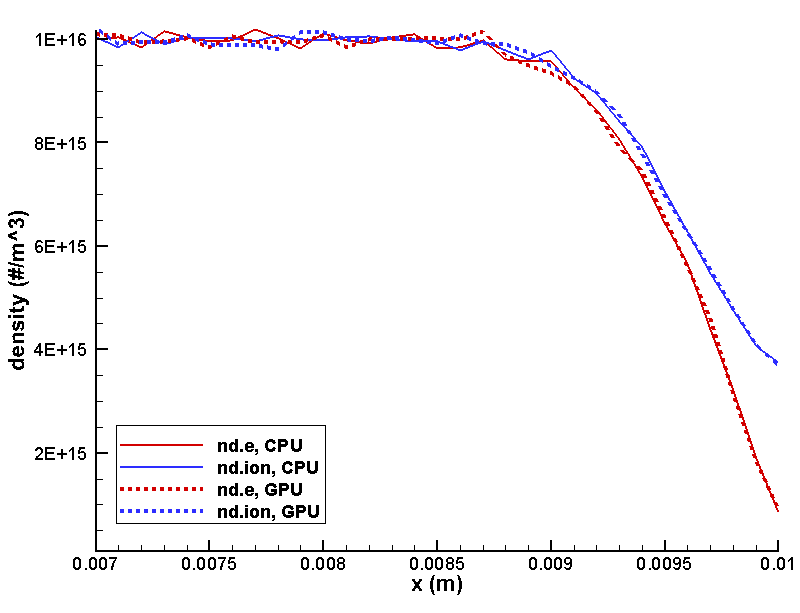 1E+16
8E+15
6E+15
4E+15
2E+15
density (#/m^3)
nd.e, CPU
nd.ion, CPU
nd.e, GPU
nd.ion, GPU
0.007 0.0075 0.008 0.0085 0.009 0.0095 0.01
x (m)